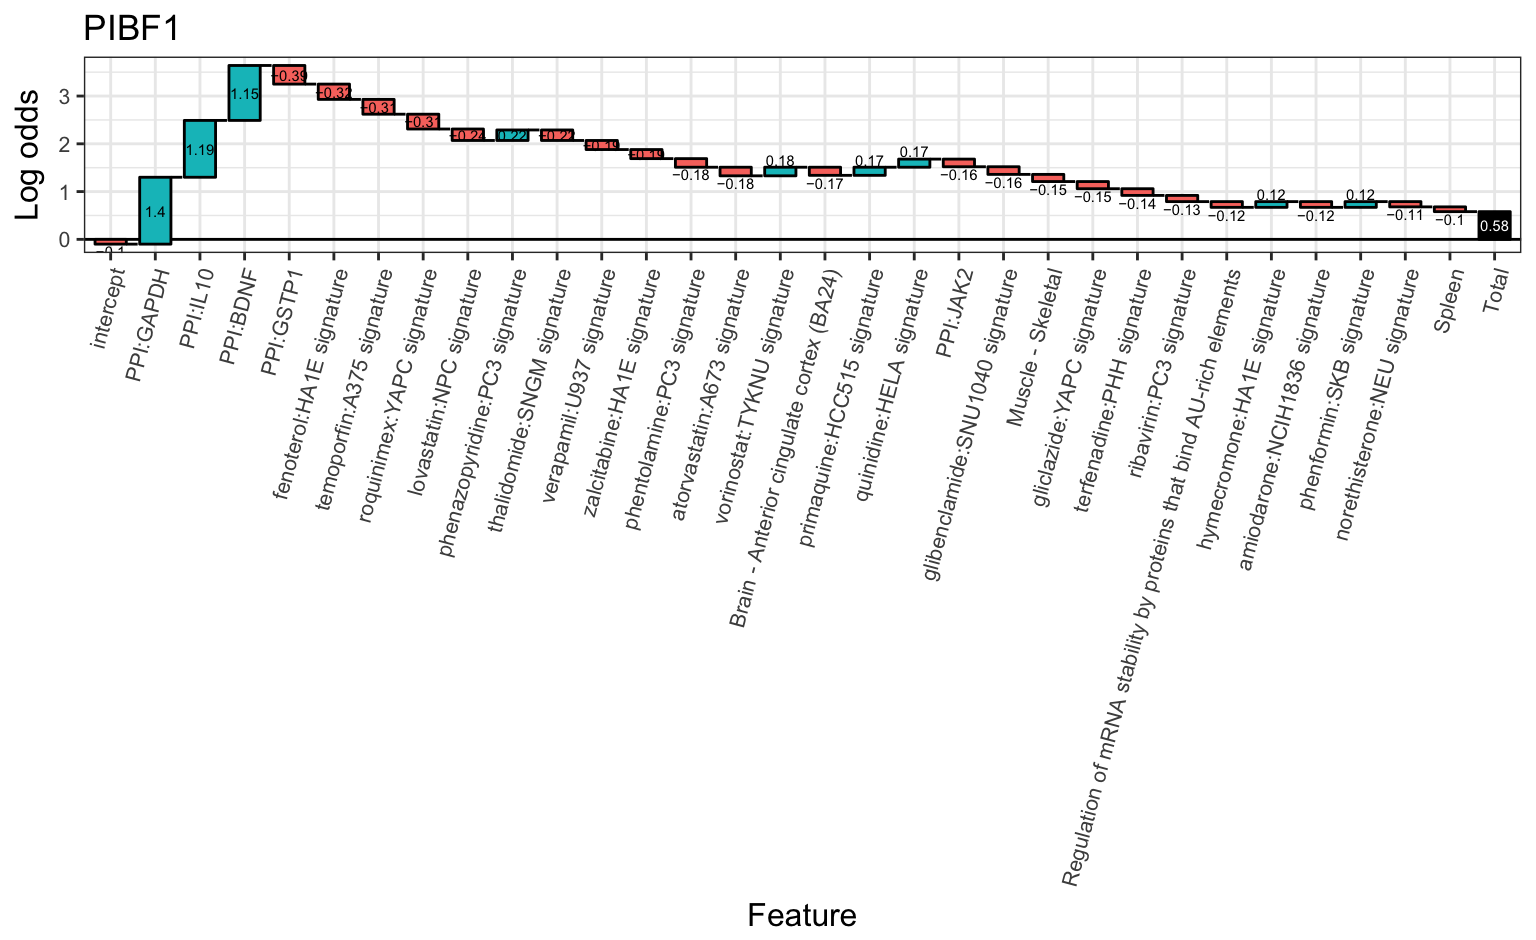 PIBF1
Log odds
3
2
1
0
−0.1
1.4
1.19
1.15
−0.39
−0.32
−0.31
−0.31
−0.24
0.22
−0.22
−0.19
−0.19
−0.18
−0.18
0.18
−0.17
0.17
0.17
−0.16
−0.16
−0.15
−0.15
−0.14
−0.13
−0.12
0.12
−0.12
0.12
−0.11
−0.1
0.58
intercept
PPI:GAPDH
PPI:IL10
PPI:BDNF
PPI:GSTP1
fenoterol:HA1E signature
temoporfin:A375 signature
roquinimex:YAPC signature
lovastatin:NPC signature
phenazopyridine:PC3 signature
thalidomide:SNGM signature
verapamil:U937 signature
zalcitabine:HA1E signature
phentolamine:PC3 signature
atorvastatin:A673 signature
vorinostat:TYKNU signature
Brain - Anterior cingulate cortex (BA24)
primaquine:HCC515 signature
quinidine:HELA signature
PPI:JAK2
glibenclamide:SNU1040 signature
Muscle - Skeletal
gliclazide:YAPC signature
terfenadine:PHH signature
ribavirin:PC3 signature
Regulation of mRNA stability by proteins that bind AU-rich elements
hymecromone:HA1E signature
amiodarone:NCIH1836 signature
phenformin:SKB signature
norethisterone:NEU signature
Spleen
Total
Feature